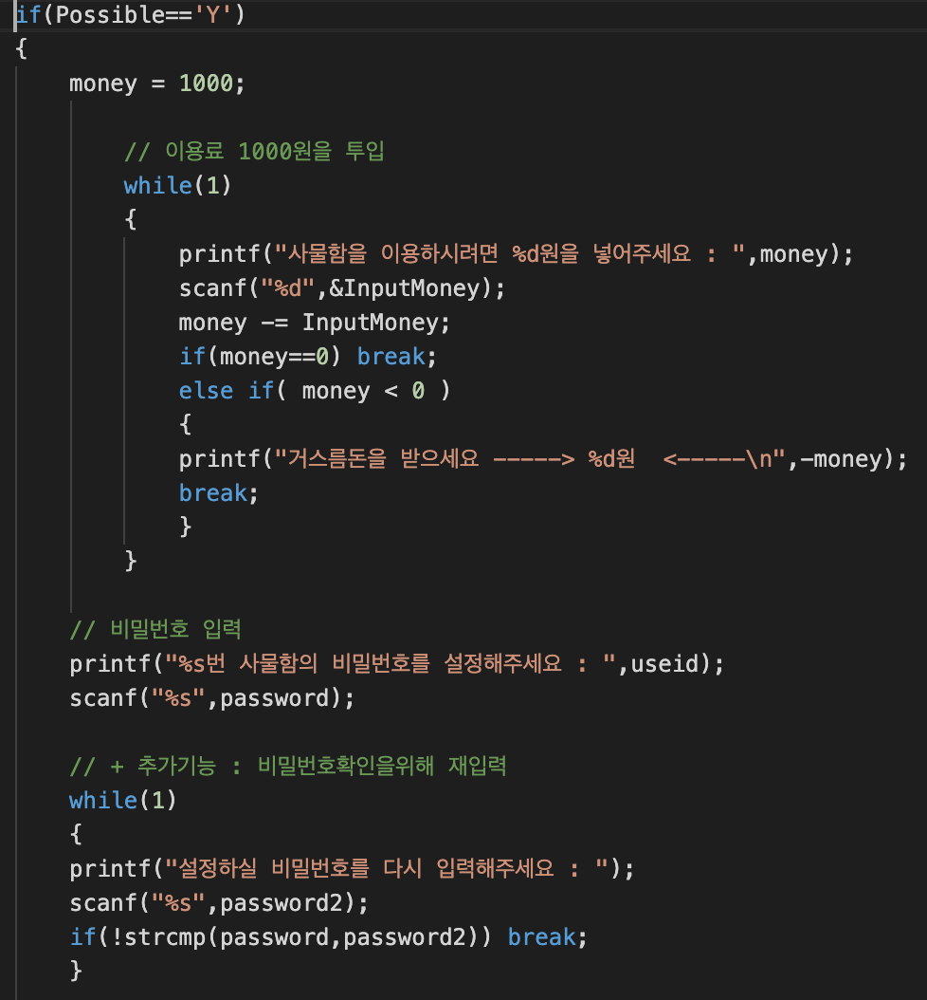 if(Possible=='Y')
{
money = 1000;
// 이용료 1000원을 투입
while(1)
{
printf("사물함을 이용하시려면 %d원을 넣어주세요 : ",money);
scanf("%d",&InputMoney);
money -= InputMoney;
if(money==0) break;
else if( money < 0 )
{
printf("거스름돈을 받으세요 -----> %d원  <-----\n",-money);
break;
}
}
// 비밀번호 입력
printf("%s번 사물함의 비밀번호를 설정해주세요 : ",useid);
scanf("%s",password);
// + 추가기능 : 비밀번호확인을위해 재입력
while(1)
{
printf("설정하실 비밀번호를 다시 입력해주세요 : ");
scanf("%s",password2);
if(!strcmp(password,password2)) break;
}